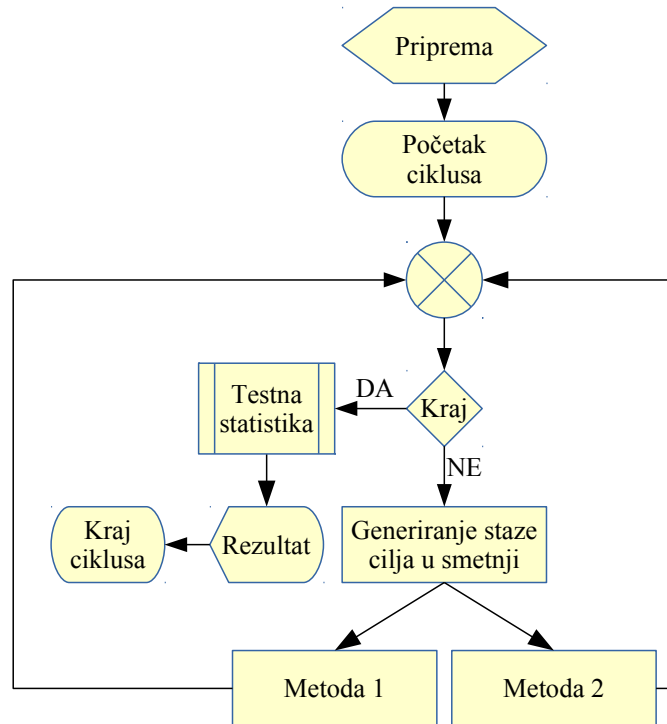 Priprema
Početak
ciklusa
DA
Kraj
Testna
statistika
NE
Kraj
ciklusa
Rezultat
Generiranje staze
cilja u smetnji
Metoda 1
Metoda 2